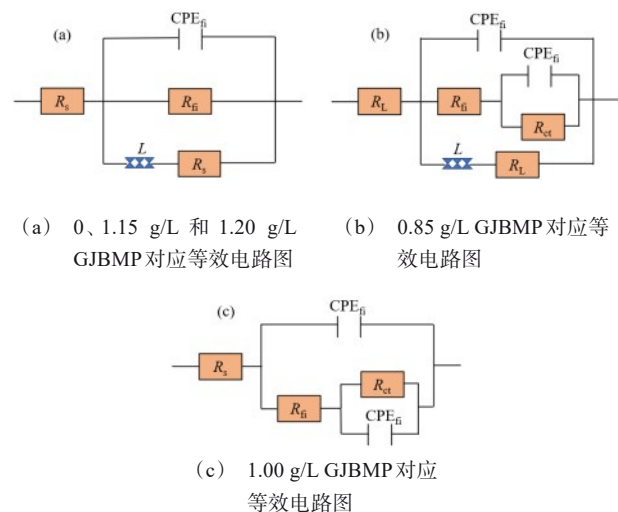 (a)
CPEfi
Rs
Rfi
L
Rs
(b)
CPEfi
CPEfi
RL
Rfi
Rct
L
RL
(a) 0、1.15 g/L 和 1.20 g/L
GJBMP对应等效电路图
(b) 0.85 g/L GJBMP对应等
效电路图
(c)
CPEfi
Rs
Rct
Rfi
CPEfi
(c) 1.00 g/L GJBMP对应
等效电路图